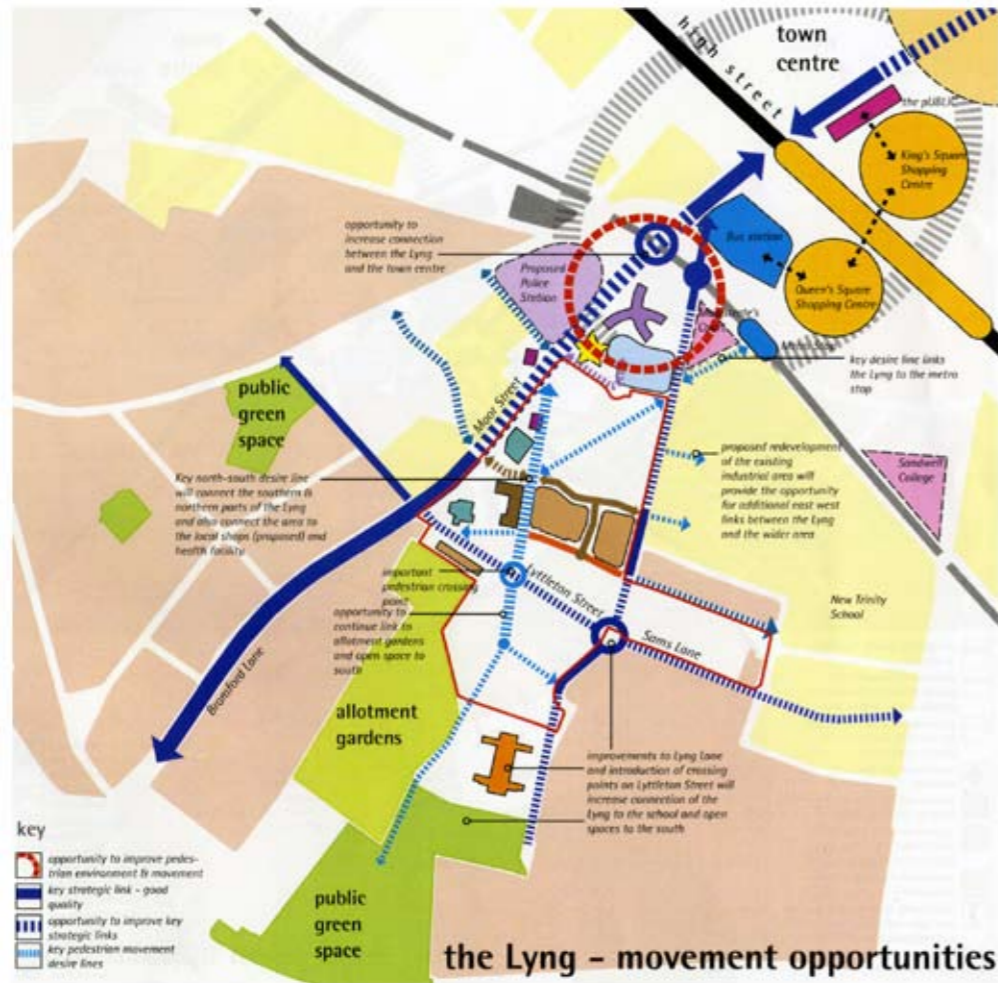 high street
town
centre
the pUBLIC
King's Square
Shopping
Centre
opportunity to
increase connection
between the Lyng
and the town centre
Bus station
Proposed
Police
Station
Queen's Square
Shopping Centre
key desire line links
the Lyng to the metro
stop
public
green
space
Moor Street
proposed redevelopment
of the existing
industrial area will
provide the opportunity
for additional east west
links between the Lyng
and the wider area
Sandwell
College
Key north-south desire line
will connect the southern &
northern parts of the Lyng
and also connect the area to
the local shops (proposed) and
health facility
important
pedestrian crossing
point
Lyttleton Street
New Trinity
School
opportunity to
continue link to
allotment gardens
and open space to
south
Sams Lane
Bromford Lane
allotment
gardens
improvements to Lyng Lane
and introduction of crossing
points on Lyttleton Street will
increase connection of the
Lyng to the school and open
spaces to the south
key
opportunity to improve pedes-
trian environment & movement
key strategic link - good
quality
opportunity to improve key
strategic links
key pedestrian movement
desire lines
public
green
space
the Lyng - movement opportunities